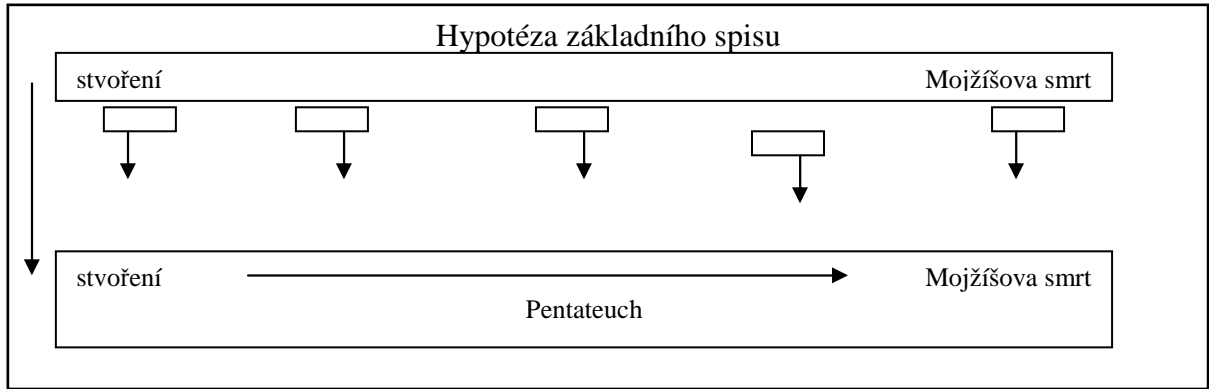 Hypotéza základního spisu
stvoření Mojžíšova smrt
stvoření Mojžíšova smrt
Pentateuch